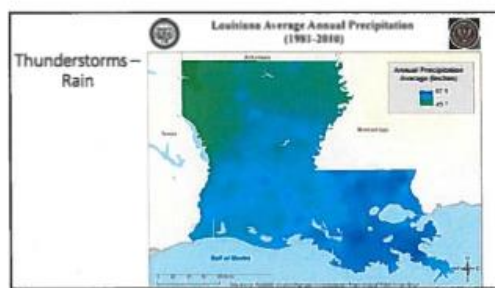 Louisiana Average Annual Precipitation
(1981-2010)
Thunderstorms –
Rain
Arkansas
Annual Precipitation
Average (Inches)
Texas
Mississippi
Gulf of Mexico